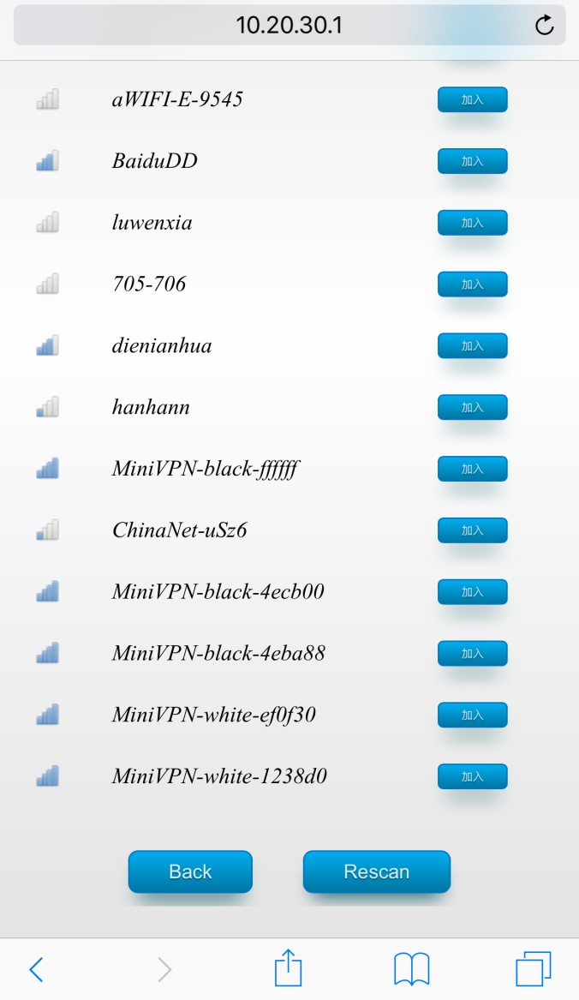 10.20.30.1
aWIFI-E-9545 加入
BaiduDD 加入
luwenxia 加入
705-706 加入
dienianhua 加入
hanhann 加入
MiniVPN-black-ffffff 加入
ChinaNet-uSz6 加入
MiniVPN-black-4ecb00 加入
MiniVPN-black-4eba88 加入
MiniVPN-white-ef0f30 加入
MiniVPN-white-1238d0 加入
Back Rescan